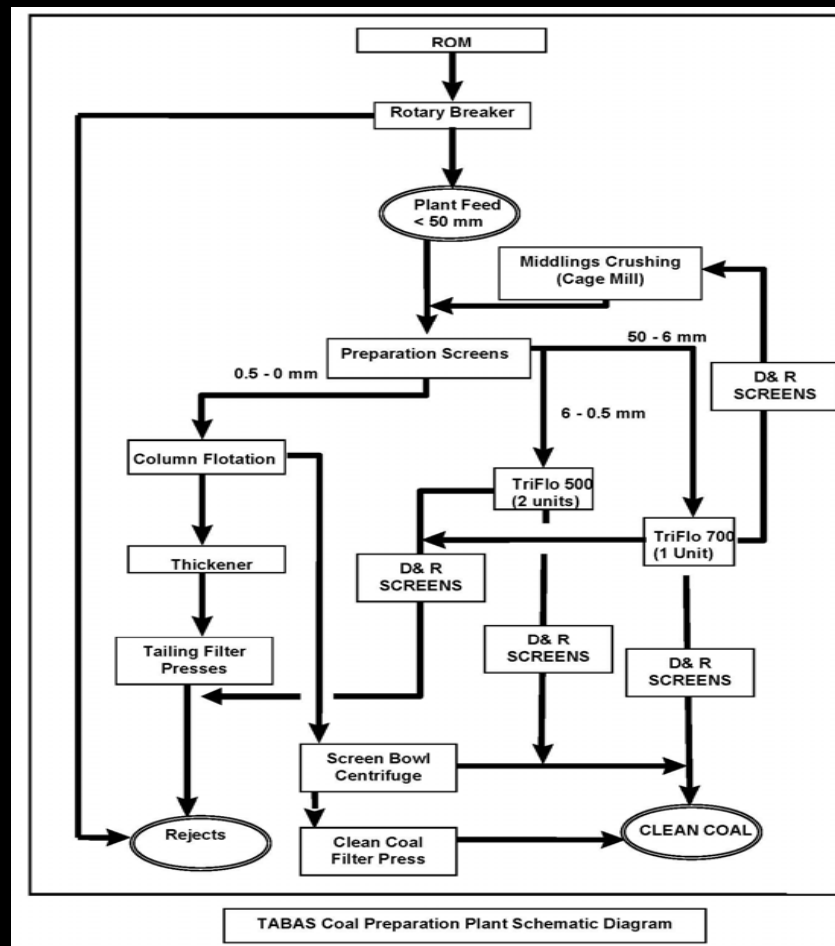 ROM
Rotary Breaker
Plant Feed
< 50 mm
Middlings Crushing
(Cage Mill)
Preparation Screens
50 - 6 mm
0.5 - 0 mm
D& R
SCREENS
6 - 0.5 mm
Column Flotation
TriFlo 500
(2 units)
TriFlo 700
(1 Unit)
Thickener
D& R
SCREENS
Tailing Filter
Presses
D& R
SCREENS
D& R
SCREENS
Screen Bowl
Centrifuge
Rejects
Clean Coal
Filter Press
CLEAN COAL
TABAS Coal Preparation Plant Schematic Diagram